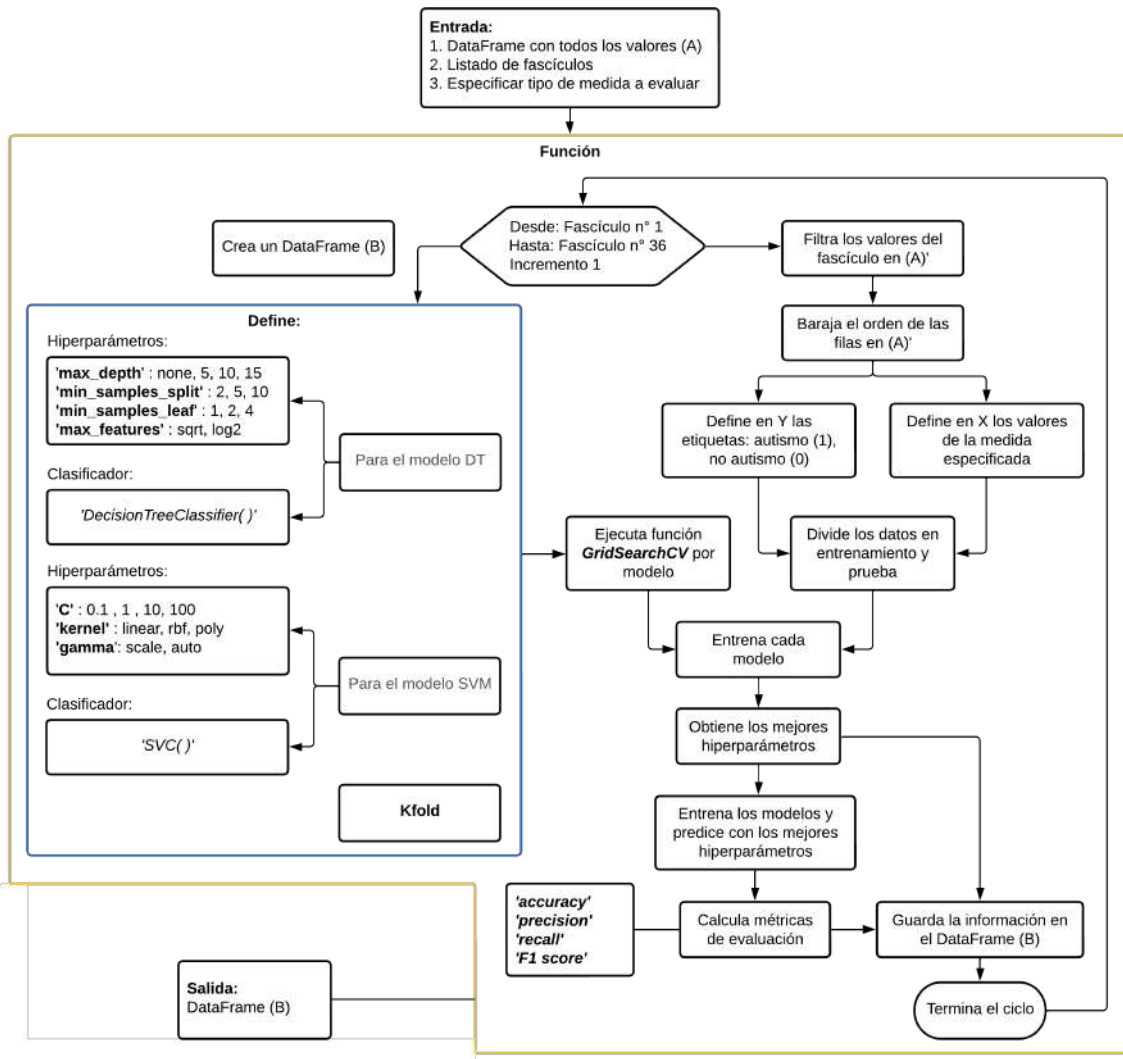 Entrada:
1. DataFrame con todos los valores (A)
2. Listado de fascículos
3. Especificar tipo de medida a evaluar
Función
Crea un DataFrame (B)
Desde: Fascículo n° 1
Hasta: Fascículo n° 36
Incremento 1
Filtra los valores del
fascículo en (A)'
Baraja el orden de las
filas en (A)'
Define en Y las
etiquetas: autismo (1),
no autismo (0)
Define en X los valores
de la medida
especificada
Divide los datos en
entrenamiento y
prueba
Define:
Hiperparámetros:
'max_depth' : none, 5, 10, 15
'min_samples_split' : 2, 5, 10
'min_samples_leaf' : 1, 2, 4
'max_features' : sqrt, log2
Para el modelo DT
Clasificador:
'DecisionTreeClassifier( )'
Hiperparámetros:
'C' : 0.1 , 1 , 10, 100
'kernel' : linear, rbf, poly
'gamma': scale, auto
Para el modelo SVM
Clasificador:
'SVC( )'
Kfold
Ejecuta función
GridSearchCV por
modelo
Entrena cada
modelo
Obtiene los mejores
hiperparámetros
Entrena los modelos y
predice con los mejores
hiperparámetros
'accuracy'
'precision'
'recall'
'F1 score'
Calcula métricas
de evaluación
Guarda la información en
el DataFrame (B)
Termina el ciclo
Salida:
DataFrame (B)